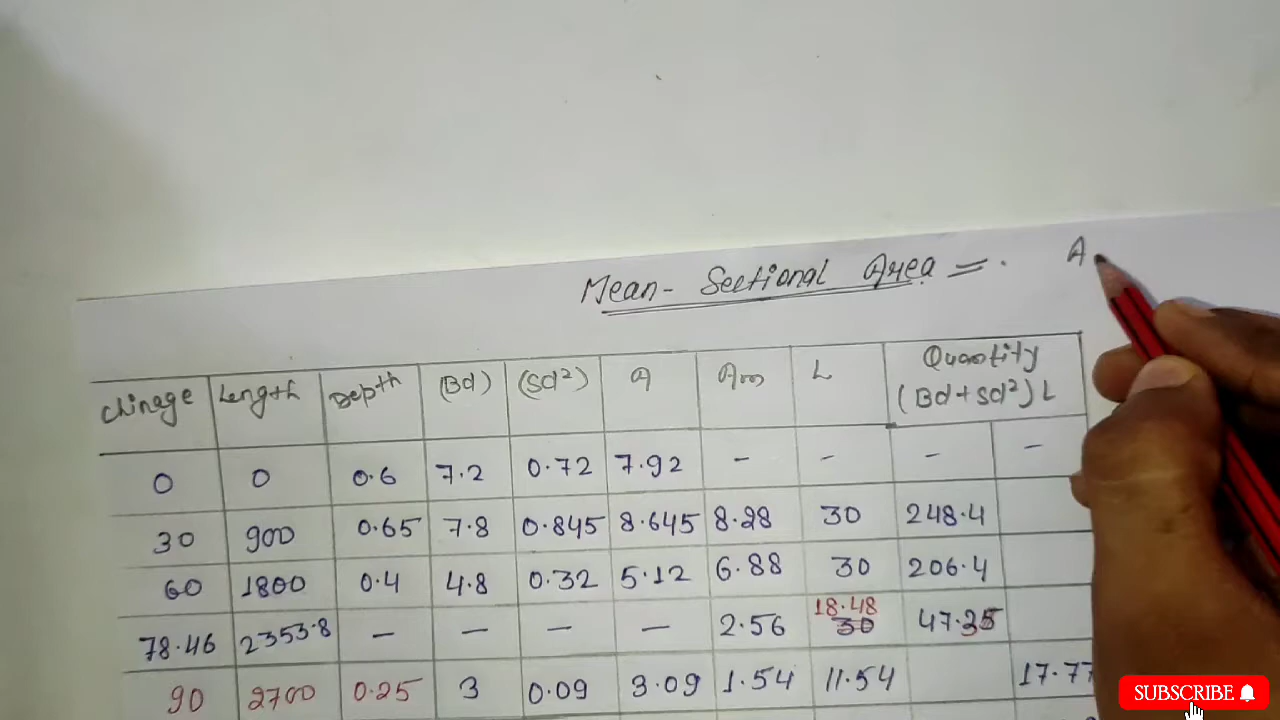 Mean- Sectional Area = . A
Chinage Length Depth (Bd) (Sd²) A Am L Quantity
(Bd + Sd²) L
0 0 0.6 7.2 0.72 7.92 - - - -
30 900 0.65 7.8 0.845 8.645 8.28 30 248.4
60 1800 0.4 4.8 0.32 5.12 6.88 30 206.4
18.48
78.46 2353.8 - - - - 2.56 30 47.35
90 2700 0.25 3 0.09 3.09 1.54 11.54 17.77
SUBSCRIBE